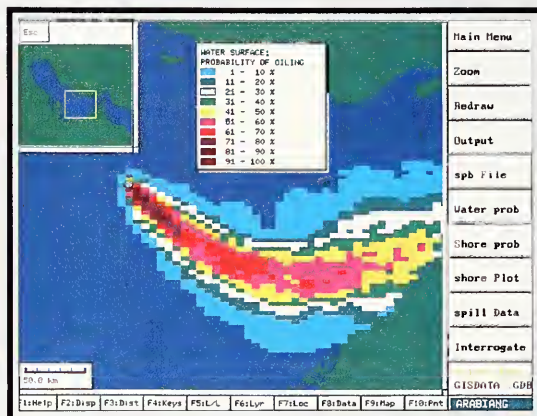 Esc
WATER SURFACE:
PROBABILITY OF OILING
1 - 10 %
11 - 20 %
21 - 30 %
31 - 40 %
41 - 50 %
51 - 60 %
61 - 70 %
71 - 80 %
81 - 90 %
91 - 100 %
Main Menu
Zoom
Redraw
Output
spb File
Water prob
Shore prob
shore Plot
spill Data
Interrogate
GISDATA .GDB
ARABIANG
50.0 km
F1:Help F2:Disp F3:Dist F4:Keys F5:L/L F6:Lyr F7:Loc F8:Data F9:Map F10:Pnt